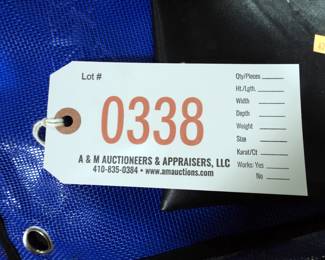 Lot #
0338
A & M AUCTIONEERS & APPRAISERS, LLC
410-835-0384 • www.amauctions.com
Qty/Pieces
Ht./Lgth.
Width
Depth
Weight
Size
Karat/Ct
Works: Yes
No